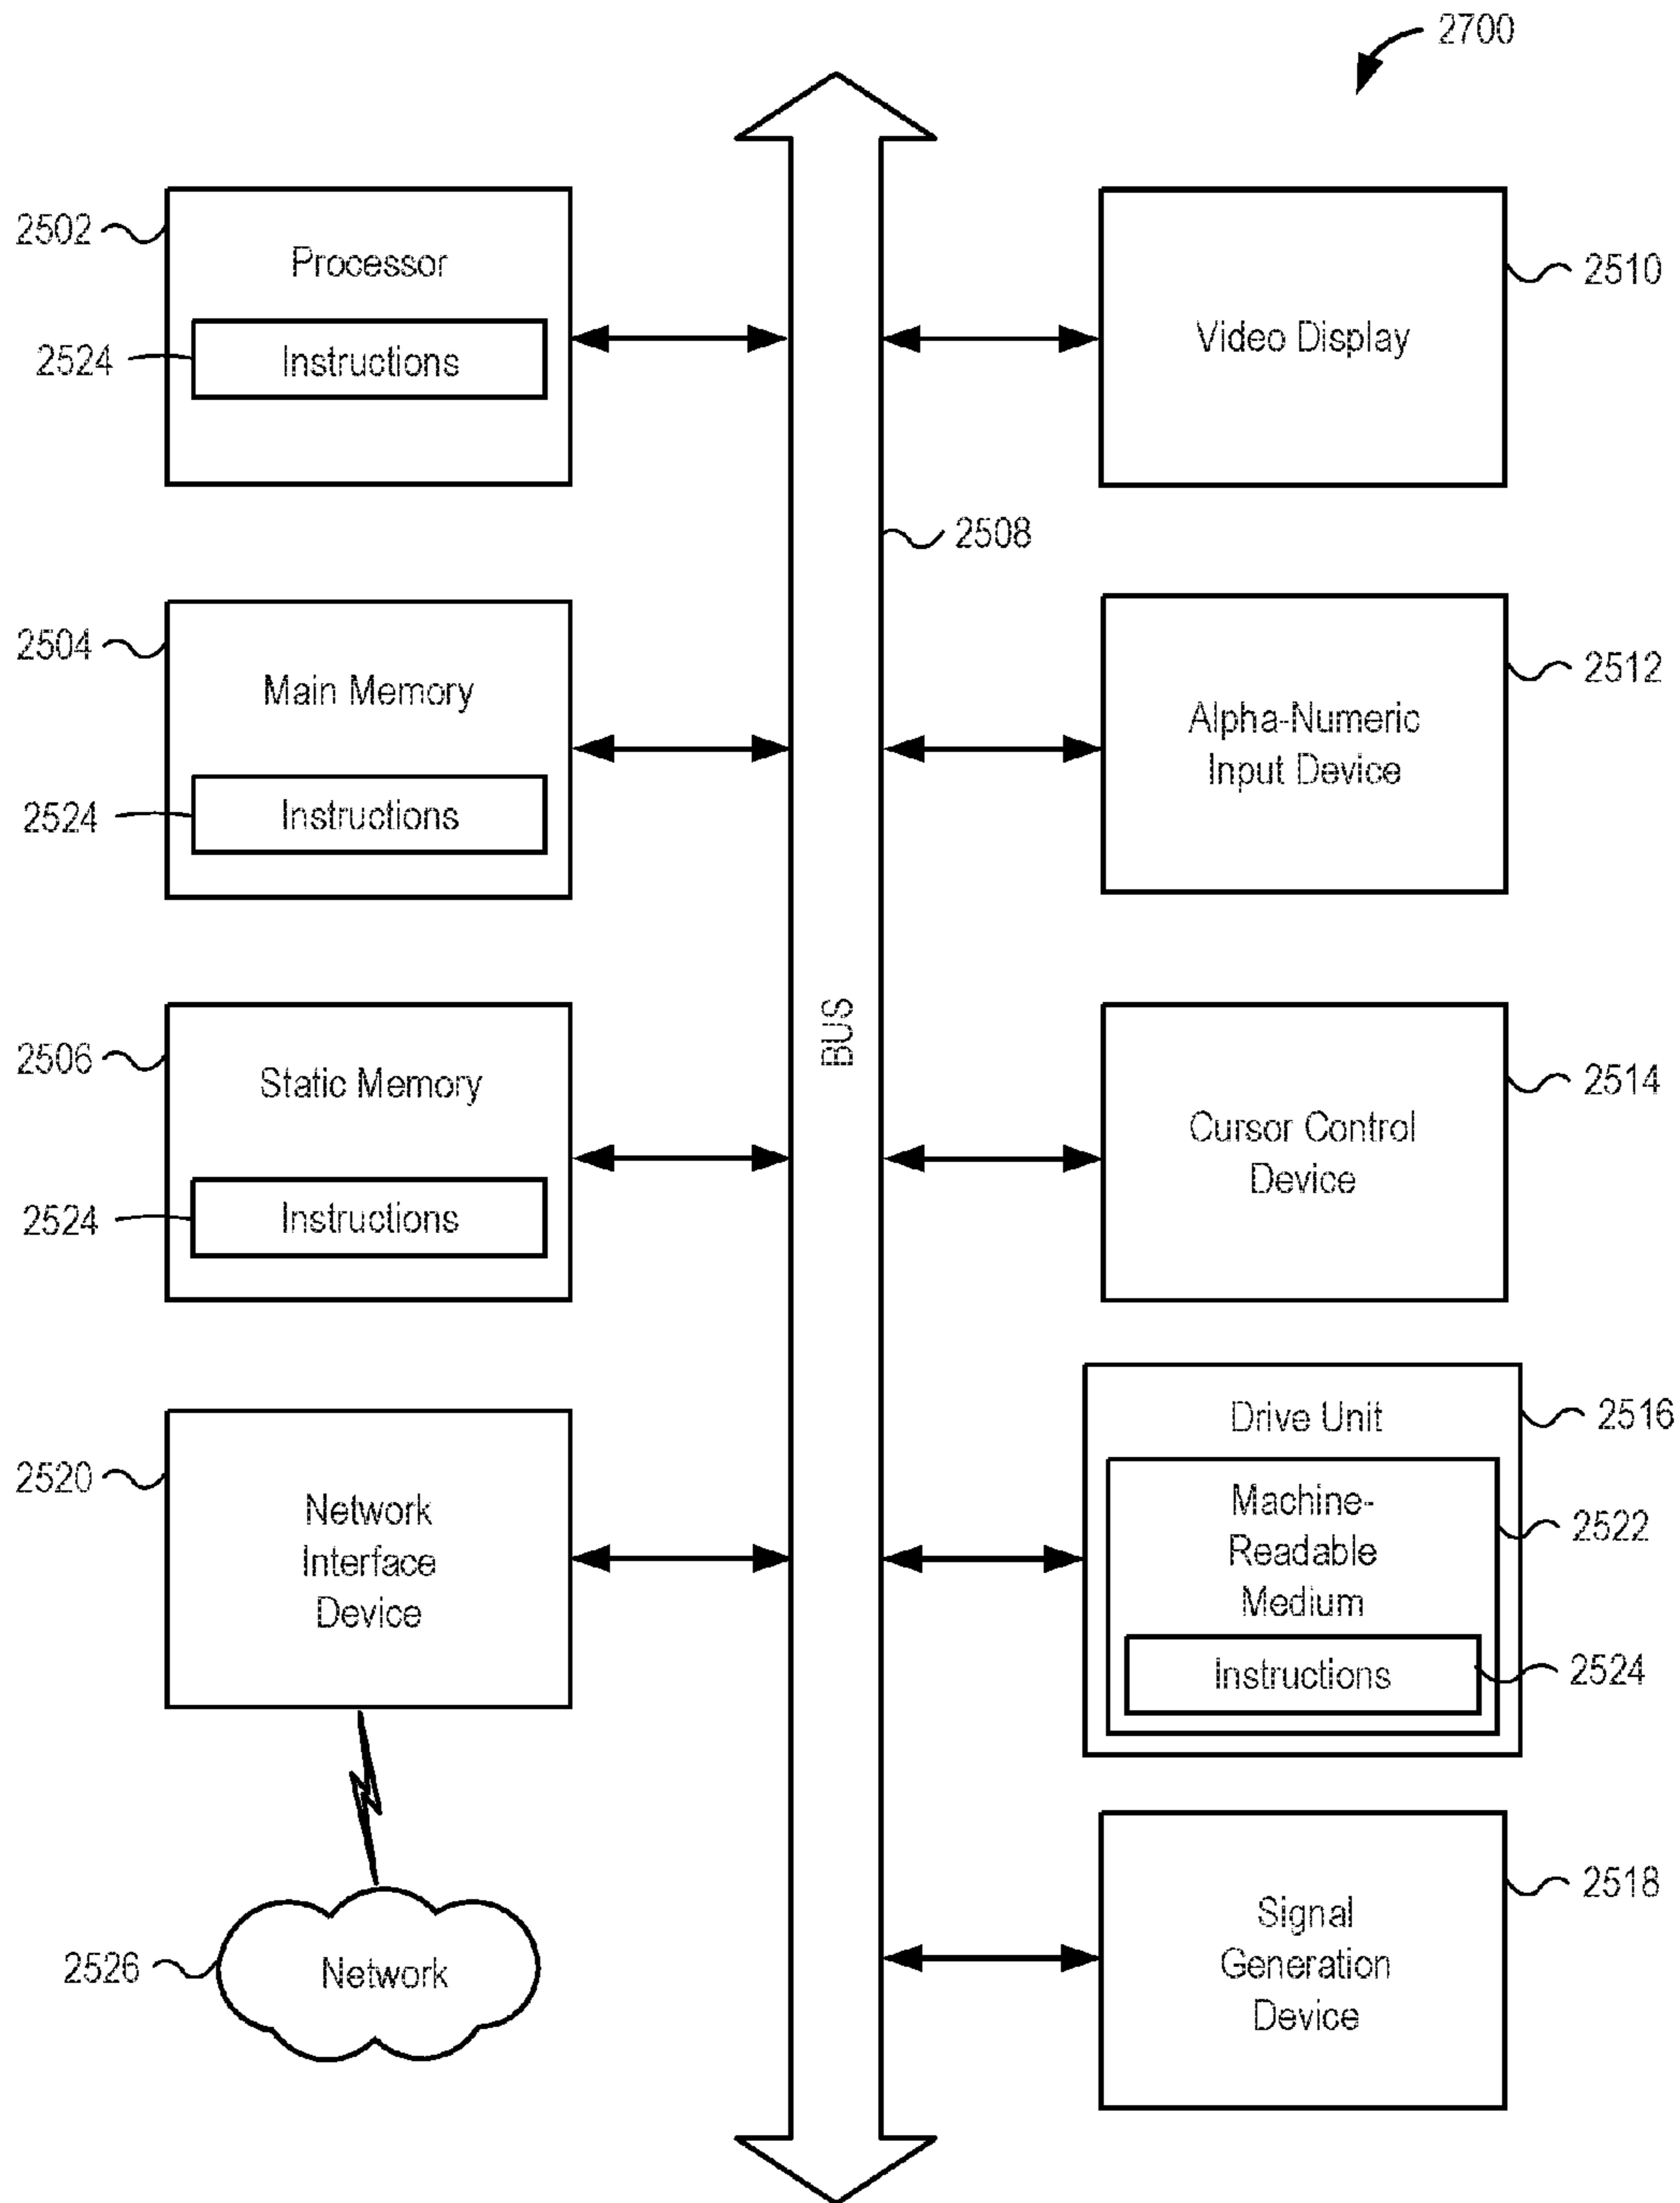 2700
2502
Processor
2524
Instructions
2510
Video Display
2508
2504
Main Memory
2524
Instructions
2512
Alpha-Numeric
Input Device
BUS
2506
Static Memory
2524
Instructions
2514
Cursor Control
Device
2520
Network
Interface
Device
2516
Drive Unit
2522
Machine-
Readable
Medium
Instructions
2524
2526
Network
2518
Signal
Generation
Device